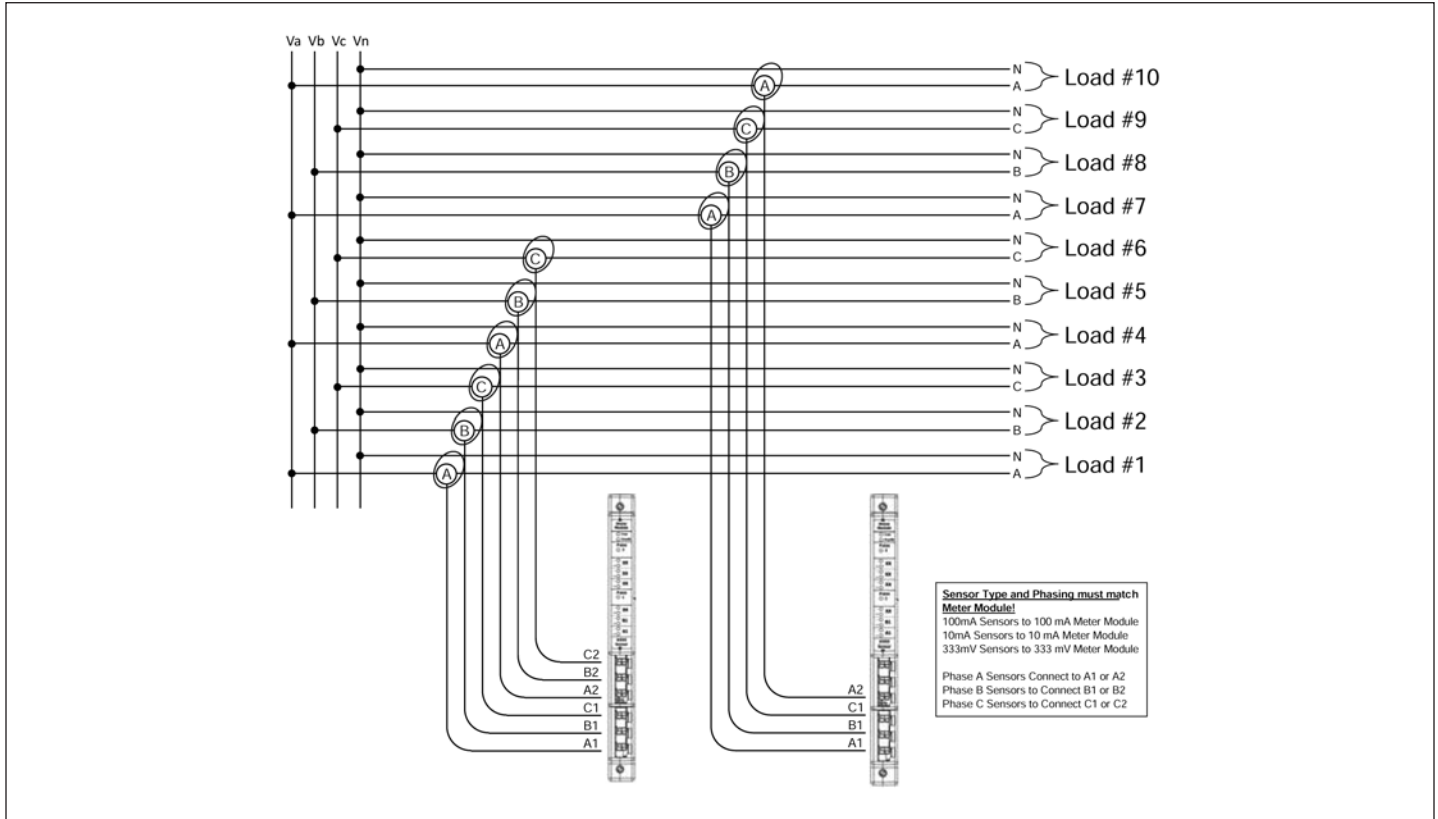 Va Vb Vc Vn
N
A
Load #10
N
C
Load #9
N
B
Load #8
N
A
Load #7
N
C
Load #6
N
B
Load #5
N
A
Load #4
N
C
Load #3
N
B
Load #2
N
A
Load #1
A
C
B
A
C
B
A
C
B
A
C2
B2
A2
C1
B1
A1
A2
C1
B1
A1
Module
Module
Sensor Type and Phasing must match
Meter Module!
100mA Sensors to 100 mA Meter Module
10mA Sensors to 10 mA Meter Module
333mV Sensors to 333 mV Meter Module
Phase A Sensors Connect to A1 or A2
Phase B Sensors to Connect B1 or B2
Phase C Sensors to Connect C1 or C2